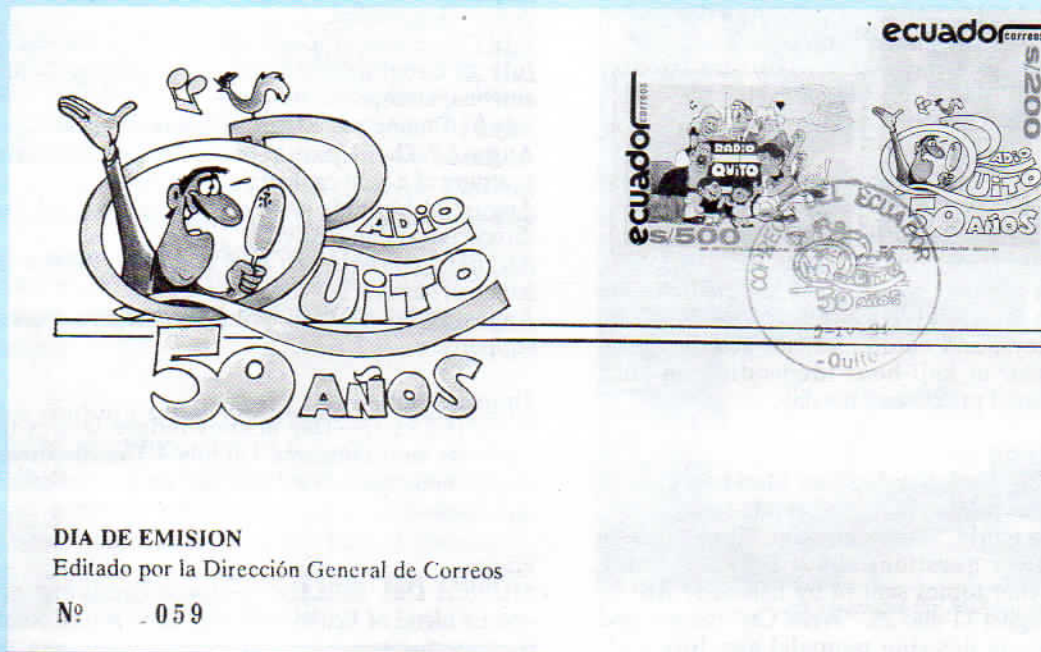 RADIO
QUiTO
50 AÑOS
ecuador correos
S/200
RADIO
QUiTO
50 AÑOS
ecuador correos
RADIO
QUITO
S/500
CORREOS DEL ECUADOR
50 AÑOS
-Quito-
DIA DE EMISION
Editado por la Dirección General de Correos
Nº 059